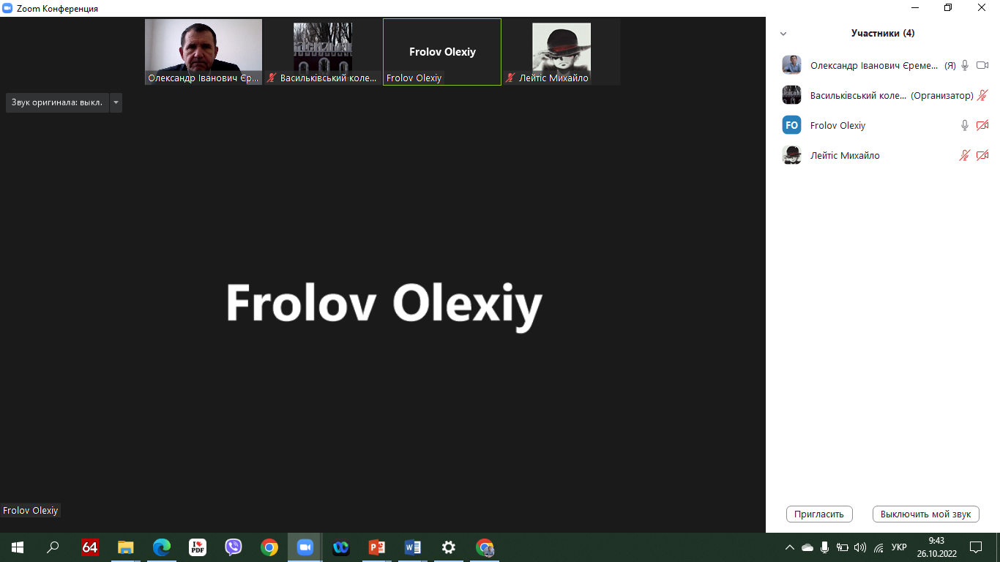 Zoom Конференция
Олександр Іванович Єр...
Васильківський коле...
Frolov Olexiy
Frolov Olexiy
Лейтіс Михайло
Звук оригинала: выкл.
Frolov Olexiy
Frolov Olexiy
Участники (4)
Олександр Іванович Єреме... (Я)
Васильківський коле... (Организатор)
FO Frolov Olexiy
Лейтіс Михайло
Пригласить
Выключить мой звук
64
I PDF
P
W
УКР
9:43
26.10.2022